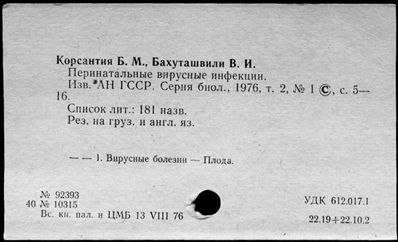 Корсантия Б. М., Бахуташвили В. И.
Перинатальные вирусные инфекции.
Изв. АН ГССР. Серия биол., 1976, т. 2, № 1 ©, с. 5—
16.
Список лит.: 181 назв.
Рез. на груз. и англ. яз.
— — 1. Вирусные болезни — Плода.
№ 92393
40 № 10315
Вс. кн. пал. и ЦМБ 13 VIII 76
УДК 612.017.1
22.19+22.10.2